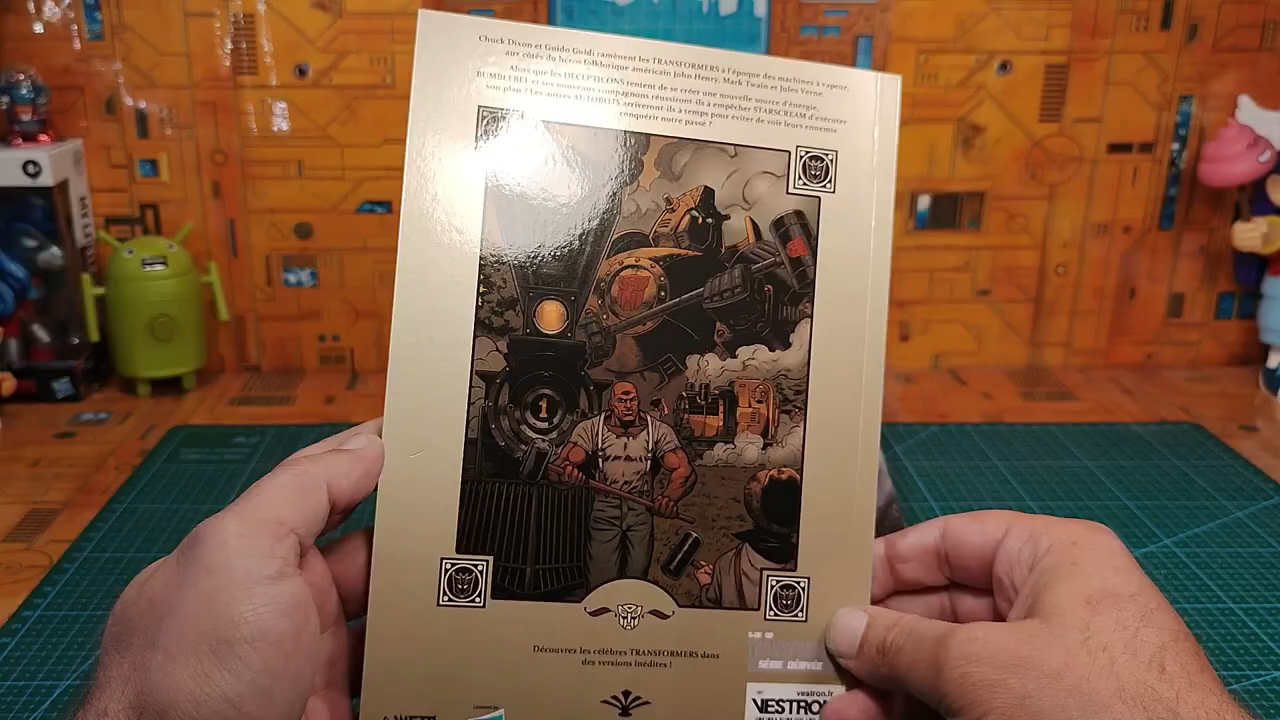 Chuck Dixon et Guido Guidi ramènent les TRANSFORMERS à l'époque des machines à vapeur,
aux côtés du héros folklorique américain John Henry, Mark Twain et Jules Verne.
Alors que les DECEPTICONS tentent de se créer une nouvelle source d'énergie,
BUMBLEBEE et ses nouveaux compagnons réussiront-ils à empêcher STARSCREAM d'exécuter
son plan ? Les autres AUTOBOTS arriveront-ils à temps pour éviter de voir leurs ennemis
conquérir notre passé ?
1
Découvrez les célèbres TRANSFORMERS dans
des versions inédites !
SÉRIE DÉRIVÉE
vestron.fr
VESTRON